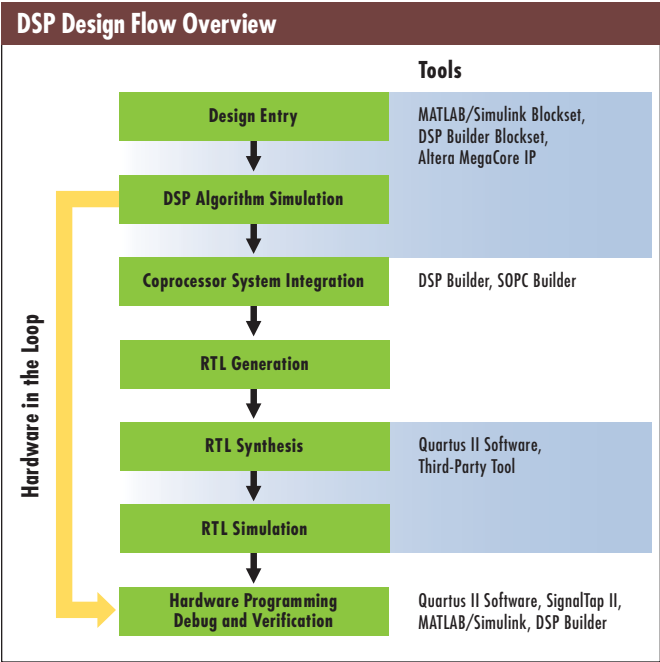 DSP Design Flow Overview
Tools
Design Entry
MATLAB/Simulink Blockset,
DSP Builder Blockset,
Altera MegaCore IP
DSP Algorithm Simulation
Coprocessor System Integration
DSP Builder, SOPC Builder
Hardware in the Loop
RTL Generation
RTL Synthesis
Quartus II Software,
Third-Party Tool
RTL Simulation
Hardware Programming
Debug and Verification
Quartus II Software, SignalTap II,
MATLAB/Simulink, DSP Builder